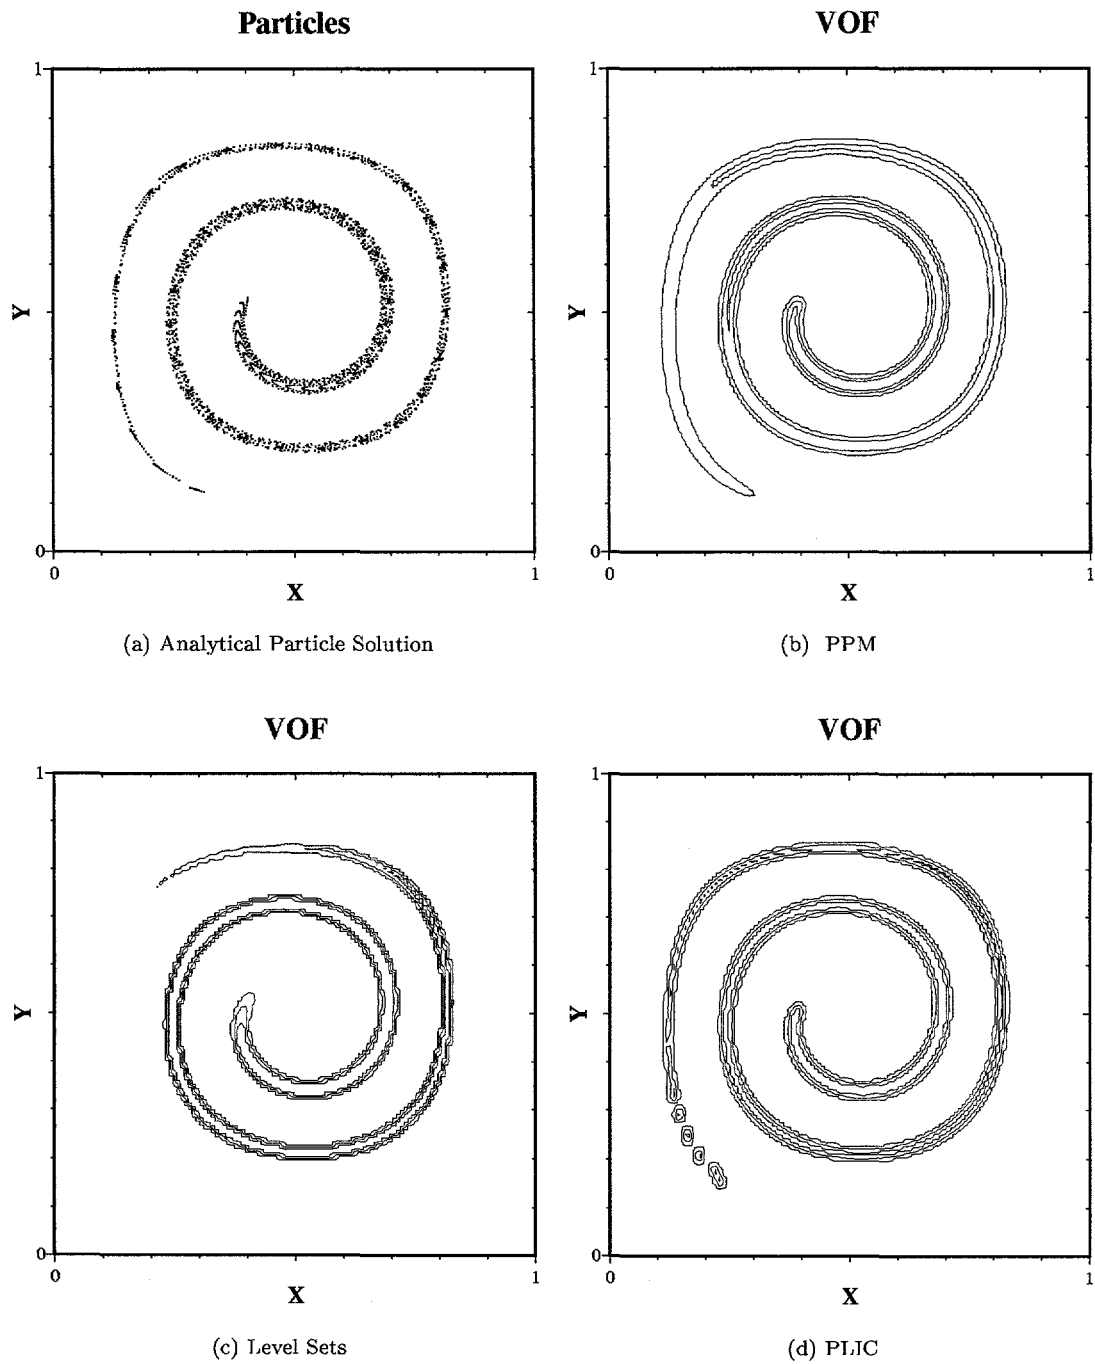 Particles
VOF
1
Y
0
0
X
1
1
Y
0
0
X
1
(a) Analytical Particle Solution
(b) PPM
VOF
VOF
1
Y
0
0
X
1
1
Y
0
0
X
1
(c) Level Sets
(d) PLIC